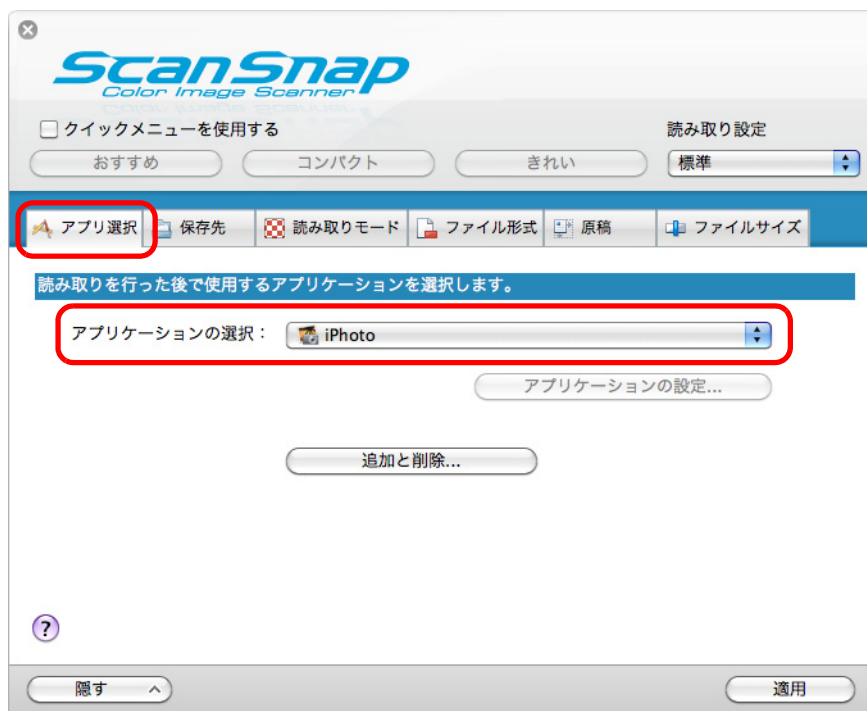 ScanSnap
Color Image Scanner
クイックメニューを使用する
読み取り設定
おすすめ
コンパクト
きれい
標準
アプリ選択
保存先
読み取りモード
ファイル形式
原稿
ファイルサイズ
読み取りを行った後で使用するアプリケーションを選択します。
アプリケーションの選択：
iPhoto
アプリケーションの設定...
追加と削除...
?
隠す
適用